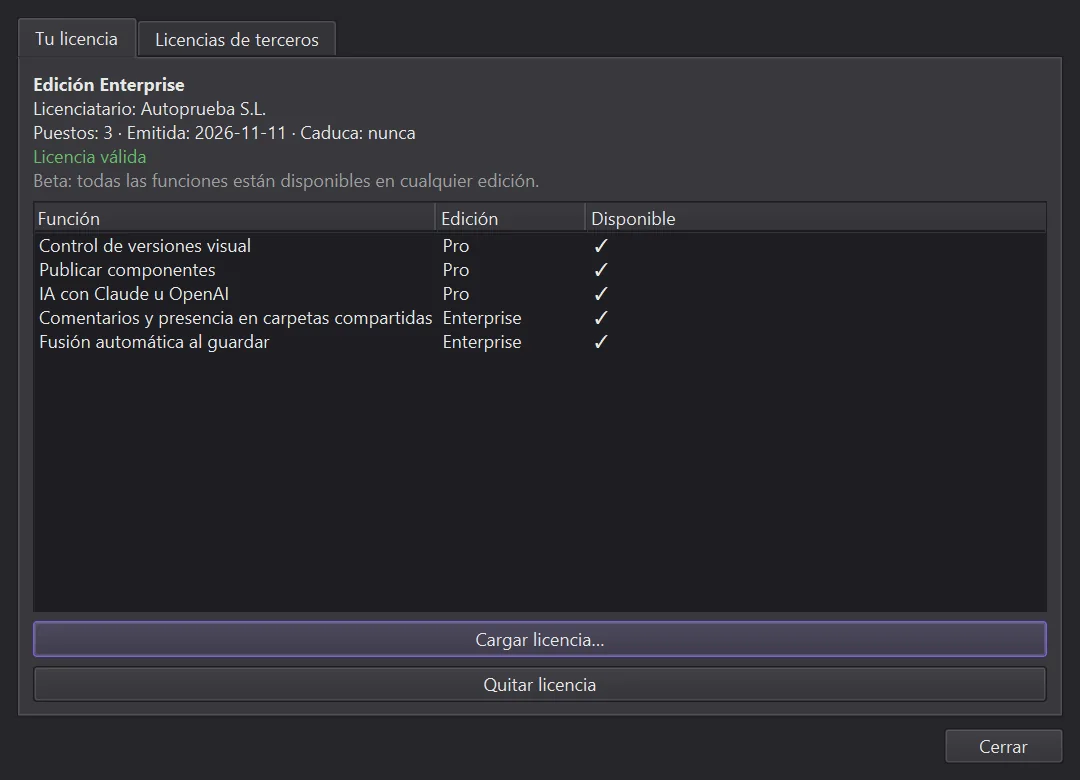 Tu licencia
Licencias de terceros
Edición Enterprise
Licenciatario: Autoprueba S.L.
Puestos: 3 · Emitida: 2026-11-11 · Caduca: nunca
Licencia válida
Beta: todas las funciones están disponibles en cualquier edición.
Función Edición Disponible
Control de versiones visual Pro ✓
Publicar componentes Pro ✓
IA con Claude u OpenAI Pro ✓
Comentarios y presencia en carpetas compartidas Enterprise ✓
Fusión automática al guardar Enterprise ✓
Cargar licencia...
Quitar licencia
Cerrar